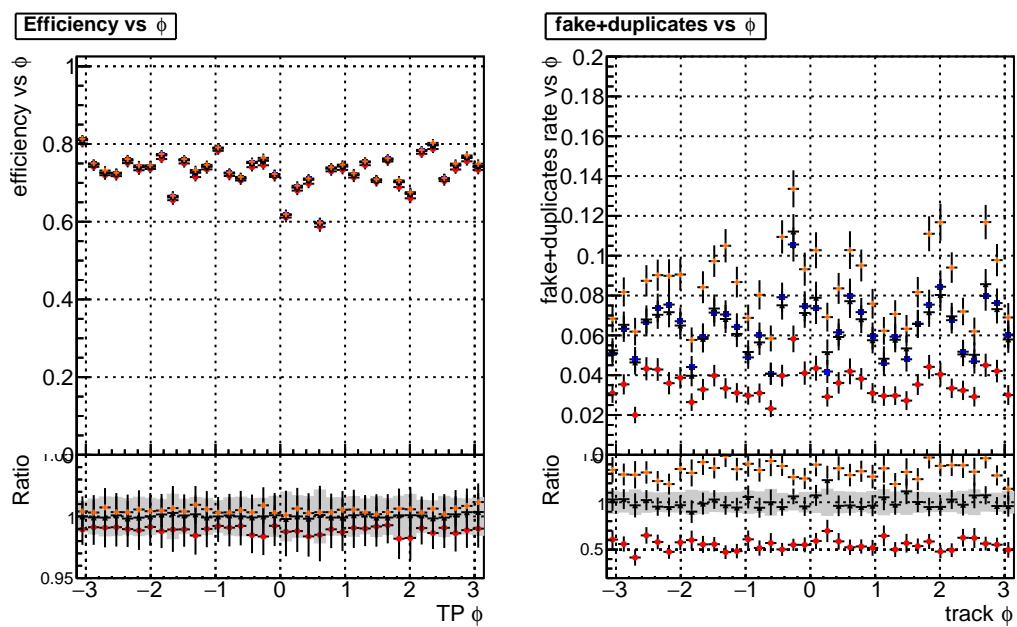 Efficiency vs ϕ
efficiency vs ϕ
1
0.8
0.6
0.4
0.2
0
Ratio
1
0.95
−3 −2 −1 0 1 2 3
TP ϕ
fake+duplicates vs ϕ
fake+duplicates rate vs ϕ
0.2
0.18
0.16
0.14
0.12
0.1
0.08
0.06
0.04
0.02
0
Ratio
1
0.5
−3 −2 −1 0 1 2 3
track ϕ